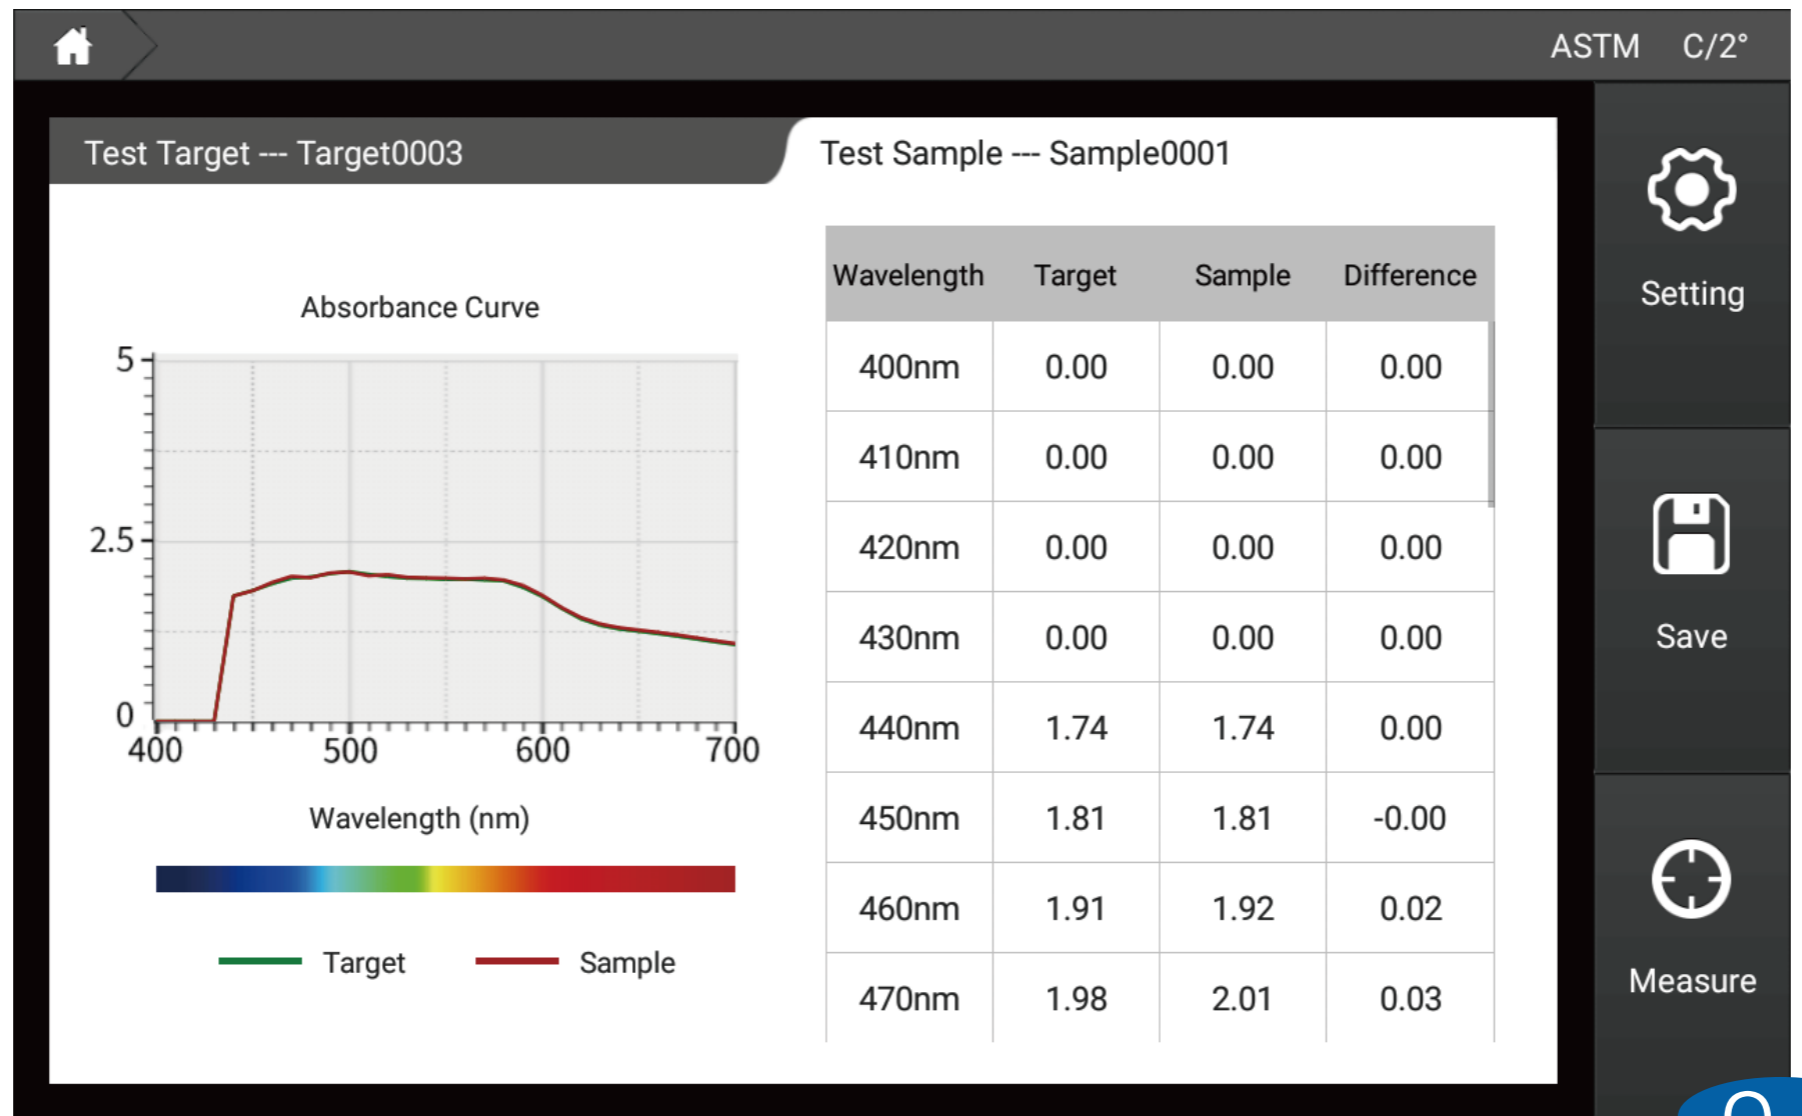 ASTM C/2°
Test Target --- Target0003
Test Sample --- Sample0001
Absorbance Curve
5
2.5
0
400 500 600 700
Wavelength (nm)
Target Sample
Wavelength Target Sample Difference
400nm 0.00 0.00 0.00
410nm 0.00 0.00 0.00
420nm 0.00 0.00 0.00
430nm 0.00 0.00 0.00
440nm 1.74 1.74 0.00
450nm 1.81 1.81 -0.00
460nm 1.91 1.92 0.02
470nm 1.98 2.01 0.03
Setting
Save
Measure